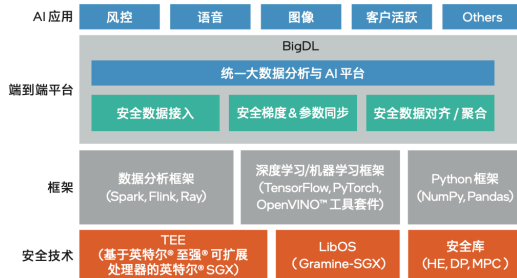 AI 应用
风控
语音
图像
客户活跃
Others
端到端平台
BigDL
统一大数据分析与 AI 平台
安全数据接入
安全梯度 & 参数同步
安全数据对齐 / 聚合
框架
数据分析框架
(Spark, Flink, Ray)
深度学习/机器学习框架
(TensorFlow, PyTorch,
OpenVINO™ 工具套件)
Python 框架
(NumPy, Pandas)
安全技术
TEE
(基于英特尔® 至强® 可扩展
处理器的英特尔® SGX)
LibOS
(Gramine-SGX)
安全库
(HE, DP, MPC)